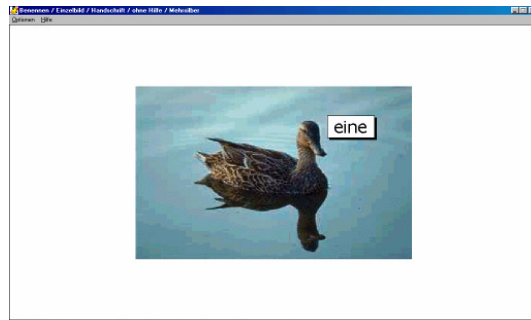 Benennen / Einzelbild / Handschrift / ohne Hilfe / Mehrsilber
Optionen Hilfe
eine